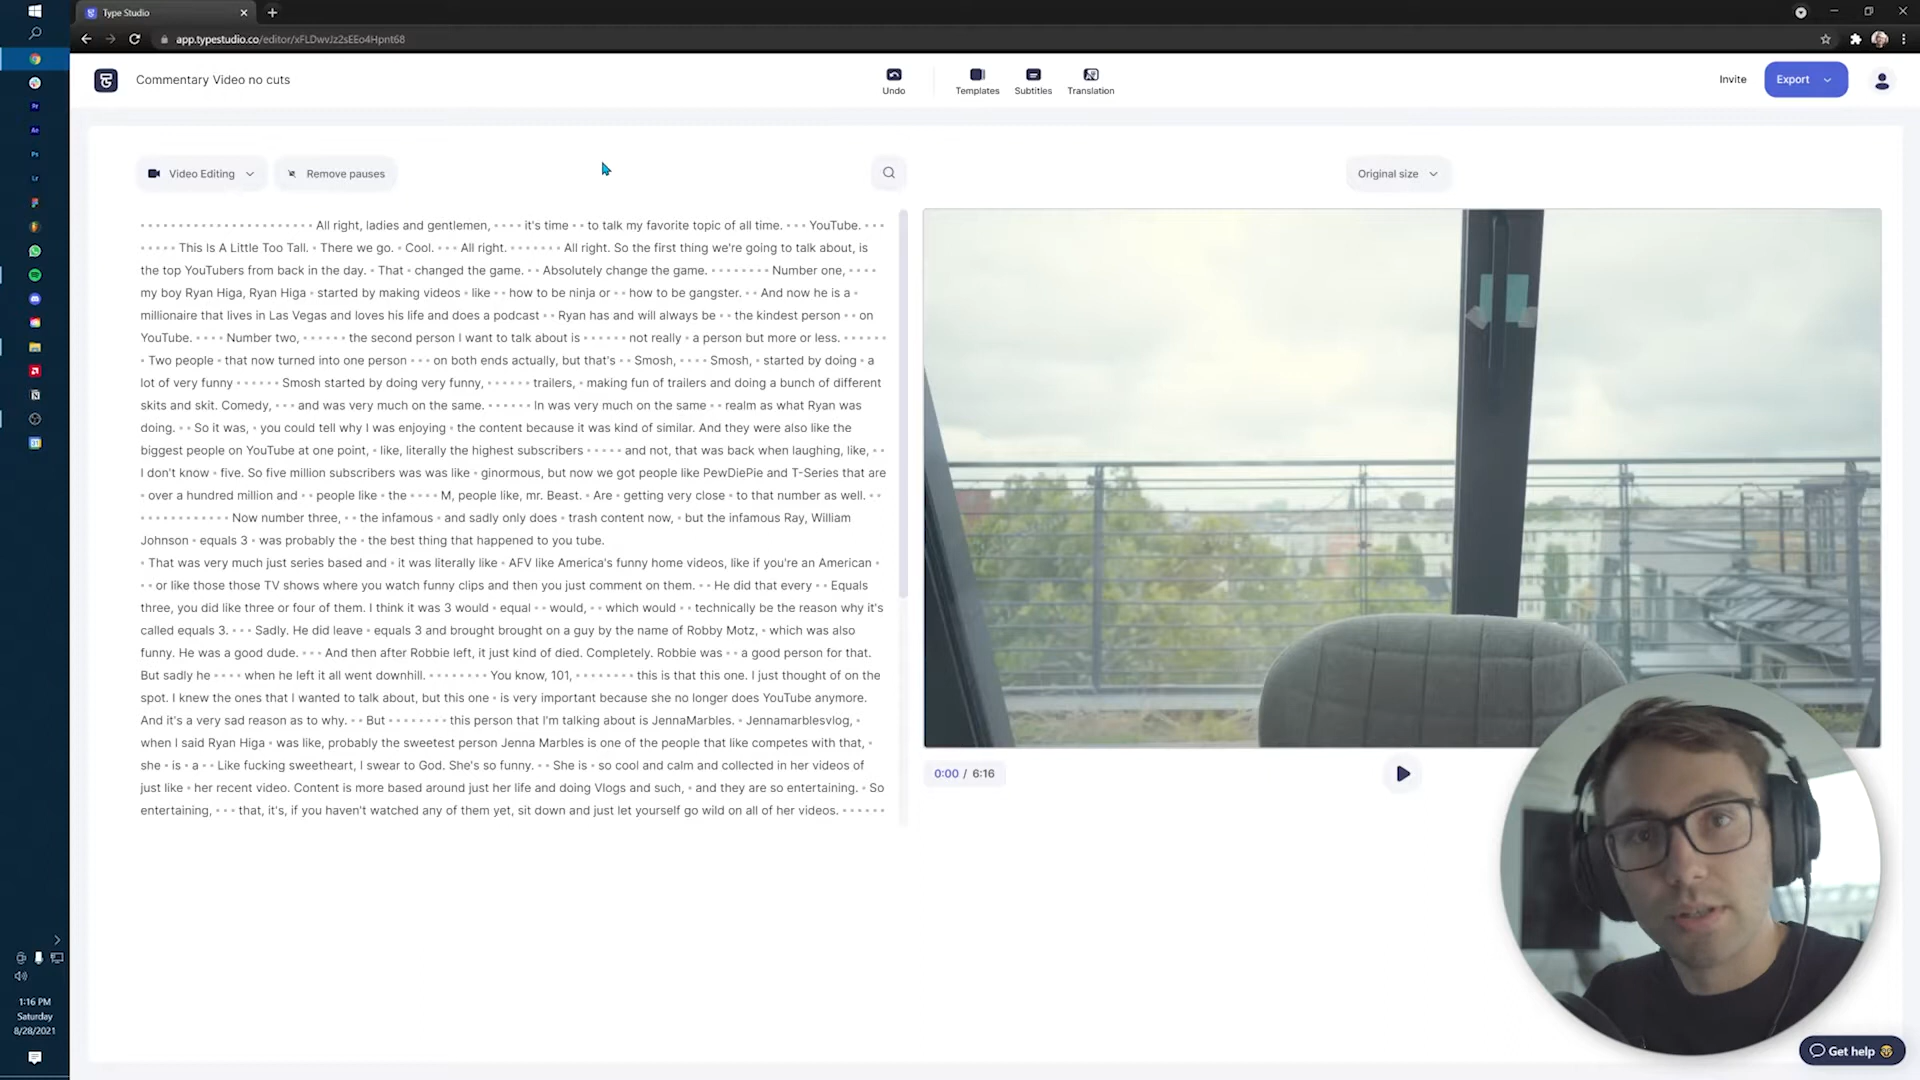 Type Studio
app.typestudio.co/editor/xFLDwvJz2sEEo4Hpnt68
Commentary Video no cuts
Undo
Templates
Subtitles
Translation
Invite
Export
Video Editing
Remove pauses
Original size
All right, ladies and gentlemen, • • • • it's time • • to talk my favorite topic of all time. • • • YouTube. • • •
• • • • • This Is A Little Too Tall. • There we go. • Cool. • • • All right. • • • • • • • All right. So the first thing we're going to talk about, is
the top YouTubers from back in the day. • That • changed the game. • • Absolutely change the game. • • • • • • • • Number one, • • • •
my boy Ryan Higa, Ryan Higa • started by making videos • like • • how to be ninja or • • how to be gangster. • • And now he is a •
millionaire that lives in Las Vegas and loves his life and does a podcast • • Ryan has and will always be • • the kindest person • • on
YouTube. • • • • Number two, • • • • • • the second person I want to talk about is • • • • • • not really • a person but more or less. • • • • • •
• Two people • that now turned into one person • • • on both ends actually, but that's • • Smosh, • • • • Smosh, • started by doing • a
lot of very funny • • • • • • Smosh started by doing very funny, • • • • • • trailers, • making fun of trailers and doing a bunch of different
skits and skit. Comedy, • • • and was very much on the same. • • • • • • In was very much on the same • • realm as what Ryan was
doing. • • So it was, • you could tell why I was enjoying • the content because it was kind of similar. And they were also like the
biggest people on YouTube at one point, • like, literally the highest subscribers • • • • • and not, that was back when laughing, like, • •
I don't know • five. So five million subscribers was was like • ginormous, but now we got people like PewDiePie and T-Series that are
• over a hundred million and • • people like • the • • • • M, people like, mr. Beast. • Are • getting very close • to that number as well. • •
• • • • • • • • • • • • Now number three, • • the infamous • and sadly only does • trash content now, • but the infamous Ray, William
Johnson • equals 3 • was probably the • the best thing that happened to you tube.
• That was very much just series based and • it was literally like • AFV like America's funny home videos, like if you're an American •
• • or like those those TV shows where you watch funny clips and then you just comment on them. • • He did that every • • Equals
three, you did like three or four of them. I think it was 3 would • equal • • would, • • which would • • technically be the reason why it's
called equals 3. • • • Sadly. He did leave • equals 3 and brought brought on a guy by the name of Robby Motz, • which was also
funny. He was a good dude. • • • And then after Robbie left, it just kind of died. Completely. Robbie was • • a good person for that.
But sadly he • • • • when he left it all went downhill. • • • • • • • • You know, 101, • • • • • • • • this is that this one. I just thought of on the
spot. I knew the ones that I wanted to talk about, but this one • is very important because she no longer does YouTube anymore.
And it's a very sad reason as to why. • • But • • • • • • • • this person that I'm talking about is JennaMarbles. • Jennamarblesvlog, •
when I said Ryan Higa • was like, probably the sweetest person Jenna Marbles is one of the people that like competes with that, •
she • is • a • • Like fucking sweetheart, I swear to God. She's so funny. • • She is • so cool and calm and collected in her videos of
just like • her recent video. Content is more based around just her life and doing Vlogs and such, • and they are so entertaining. • So
entertaining, • • • that, it's, if you haven't watched any of them yet, sit down and just let yourself go wild on all of her videos. • • • • • •
0:00 / 6:16
1:16 PM
Saturday
8/28/2021
Get help